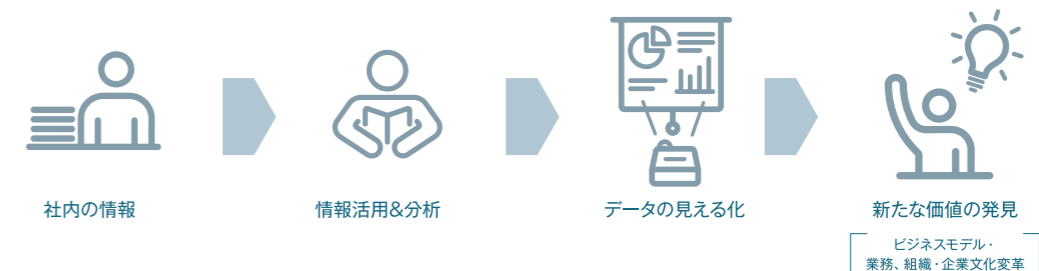 社内の情報
情報活用&分析
データの見える化
新たな価値の発見
ビジネスモデル・
業務、組織・企業文化変革